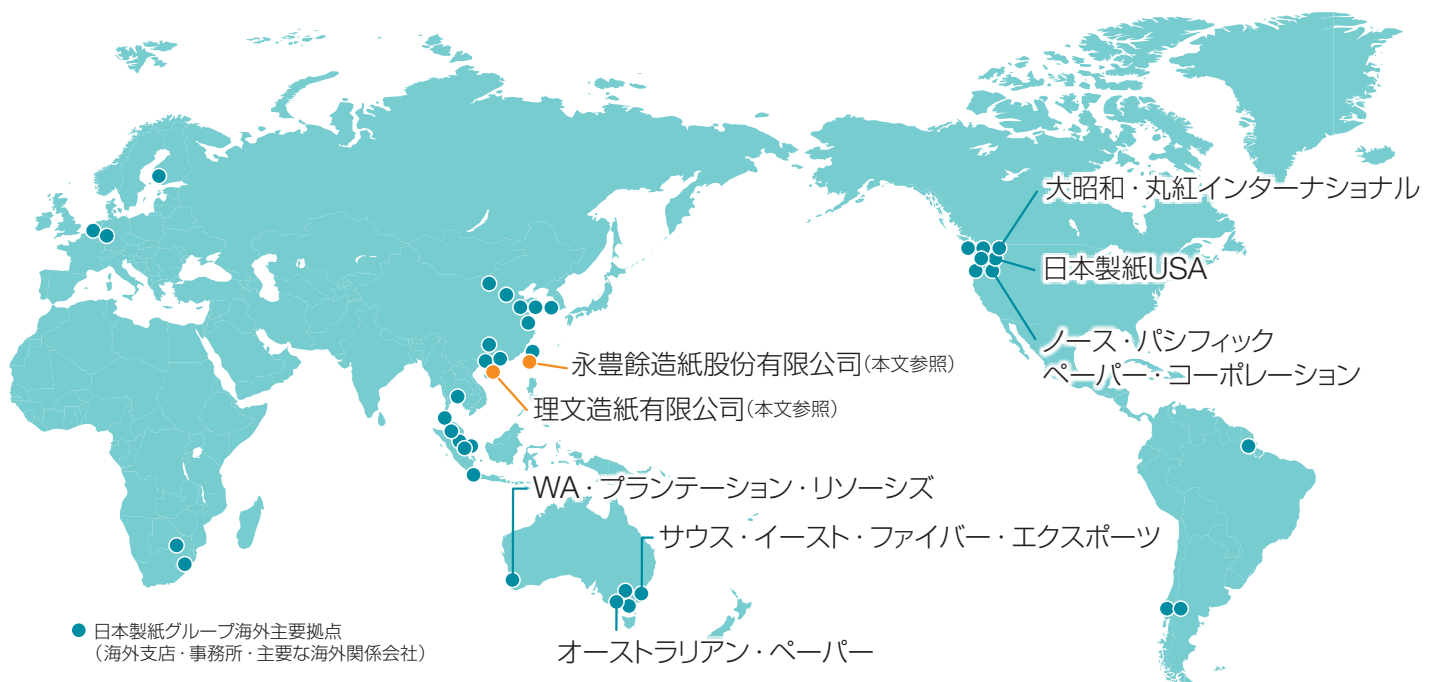 大昭和・丸紅インターナショナル
日本製紙USA
ノース・パシフィック
ペーパー・コーポレーション
永豊餘造紙股份有限公司(本文参照)
理文造紙有限公司(本文参照)
WA・プランテーション・リソーシズ
サウス・イースト・ファイバー・エクスポーツ
オーストラリアン・ペーパー
日本製紙グループ海外主要拠点
(海外支店・事務所・主要な海外関係会社)